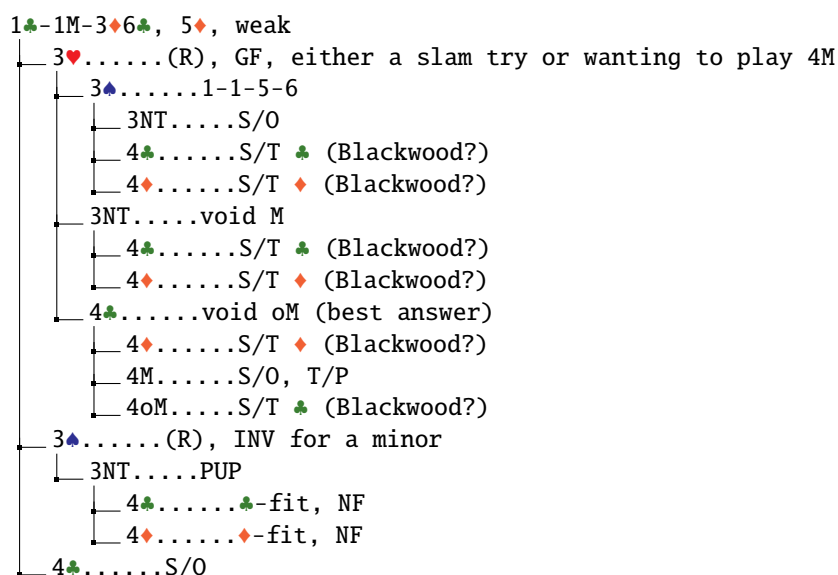 1♣-1M-3♦6♣, 5♦, weak
3♥......(R), GF, either a slam try or wanting to play 4M
3♠......1-1-5-6
3NT.....S/O
4♣......S/T ♣ (Blackwood?)
4♦......S/T ♦ (Blackwood?)
3NT.....void M
4♣......S/T ♣ (Blackwood?)
4♦......S/T ♦ (Blackwood?)
4♣......void oM (best answer)
4♦......S/T ♦ (Blackwood?)
4M......S/O, T/P
4oM.....S/T ♣ (Blackwood?)
3♠......(R), INV for a minor
3NT.....PUP
4♣......♣-fit, NF
4♦......♦-fit, NF
4♣......S/O